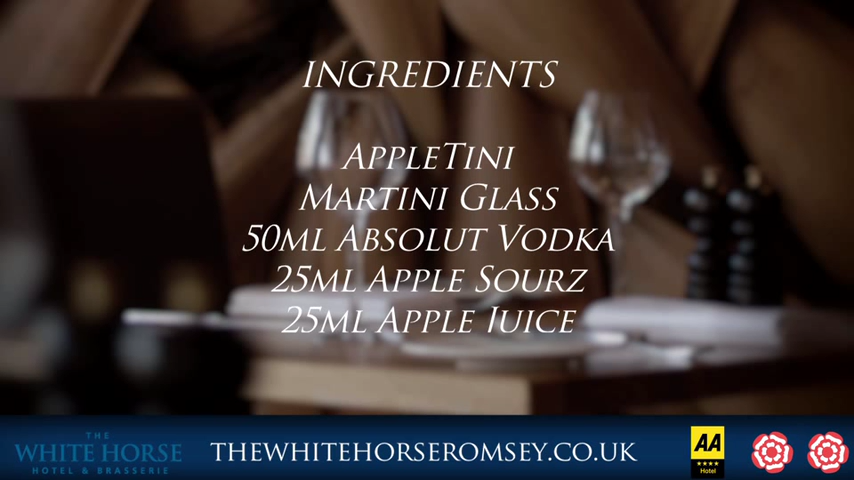 INGREDIENTS
APPLETINI
MARTINI GLASS
50ML ABSOLUT VODKA
25ML APPLE SOURZ
25ML APPLE JUICE
THE
WHITE HORSE
HOTEL & BRASSERIE
THEWHITEHORSEROMSEY.CO.UK
AA
★★★★
Hotel